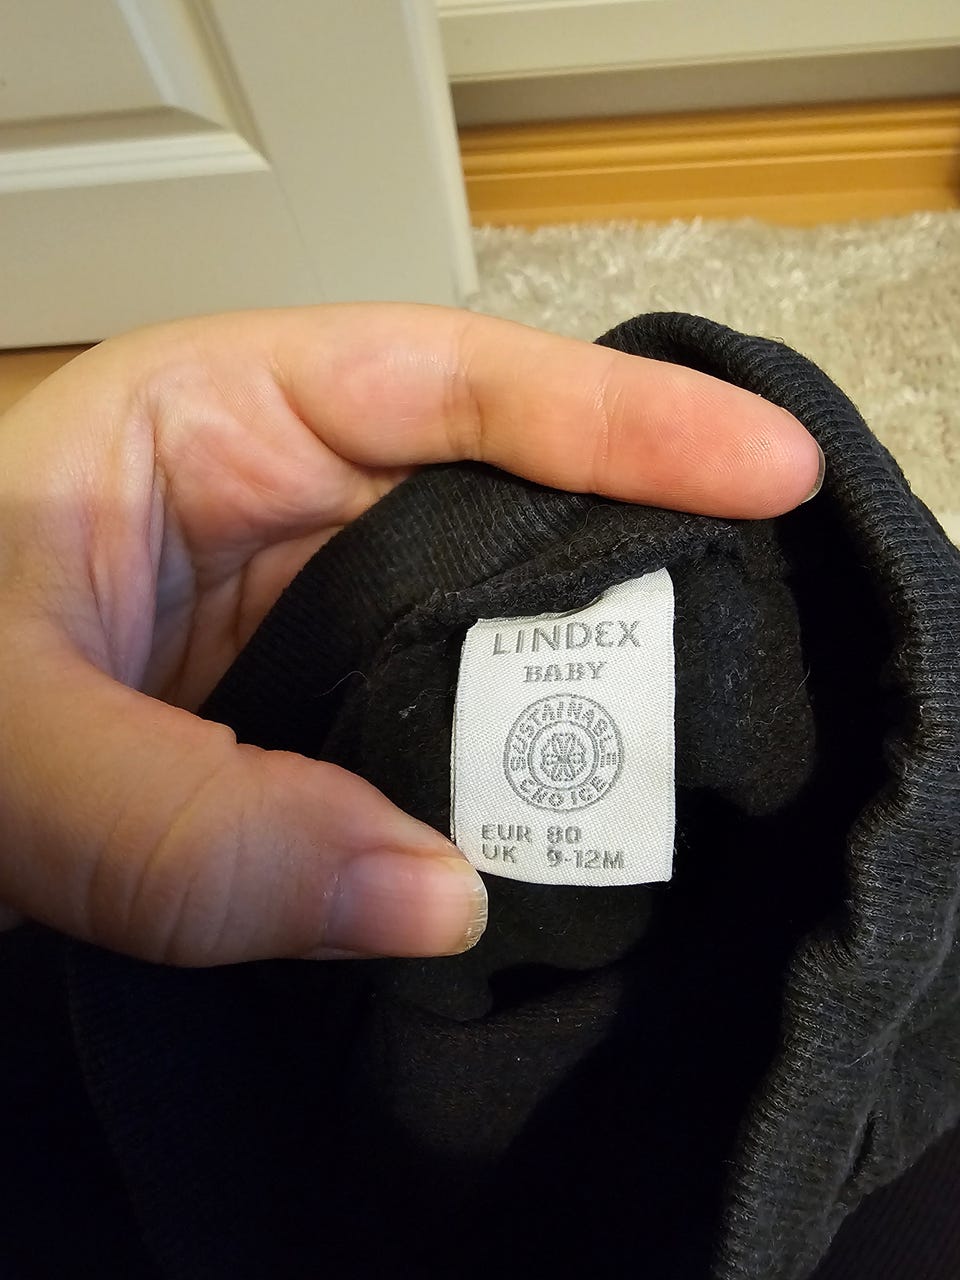 LINDEX
BABY
SUSTAINABLE
CHOICE
EUR 80
UK 9-12M